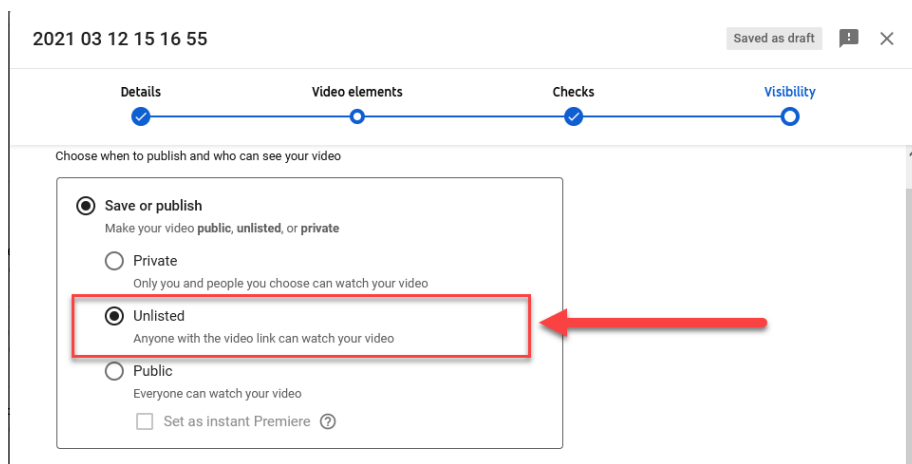 2021 03 12 15 16 55
Saved as draft
Details
Video elements
Checks
Visibility
Choose when to publish and who can see your video
Save or publish
Make your video public, unlisted, or private
Private
Only you and people you choose can watch your video
Unlisted
Anyone with the video link can watch your video
Public
Everyone can watch your video
Set as instant Premiere